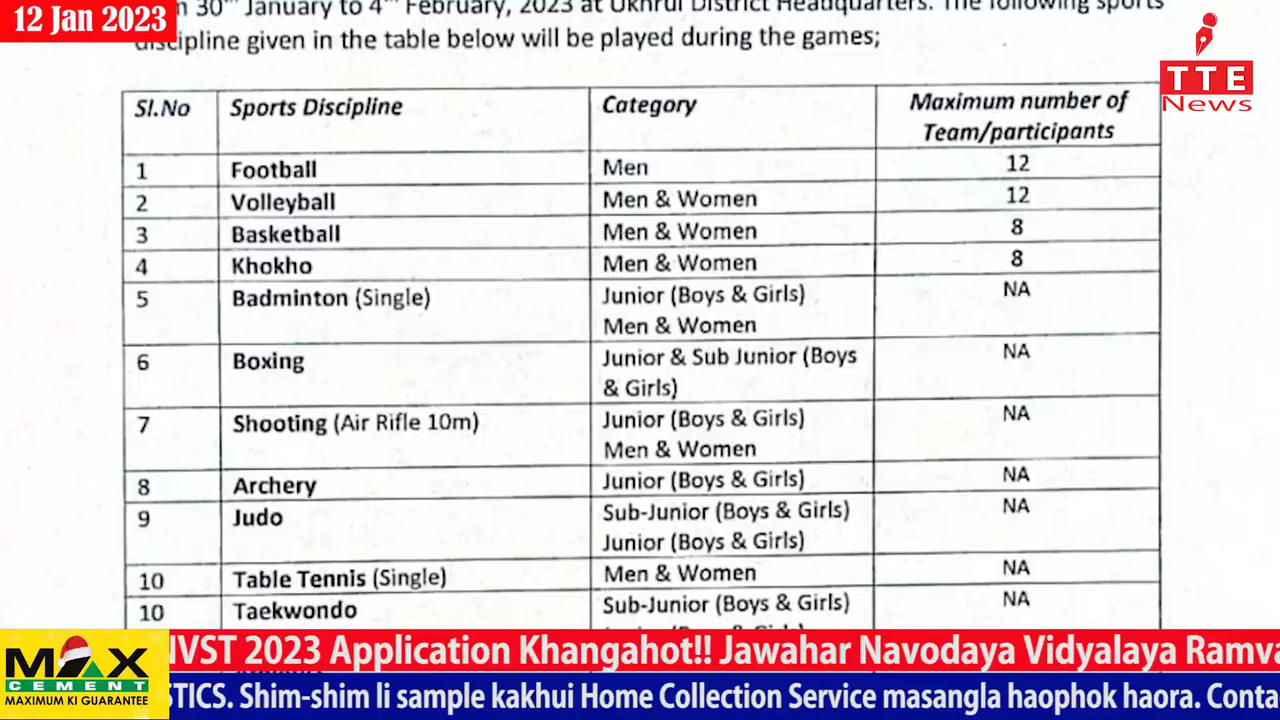 12 Jan 2023
30th January to 4th February, 2023 at Ukhrul District Headquarters. The following sports
discipline given in the table below will be played during the games;
TTE
News
Sl.No Sports Discipline Category Maximum number of
Team/participants
1 Football Men 12
2 Volleyball Men & Women 12
3 Basketball Men & Women 8
4 Khokho Men & Women 8
5 Badminton (Single) Junior (Boys & Girls) NA
Men & Women
6 Boxing Junior & Sub Junior (Boys NA
& Girls)
7 Shooting (Air Rifle 10m) Junior (Boys & Girls) NA
Men & Women
8 Archery Junior (Boys & Girls) NA
9 Judo Sub-Junior (Boys & Girls) NA
Junior (Boys & Girls)
10 Table Tennis (Single) Men & Women NA
10 Taekwondo Sub-Junior (Boys & Girls) NA
NVST 2023 Application Khangahot!! Jawahar Navodaya Vidyalaya Ramva
STICS. Shim-shim li sample kakhui Home Collection Service masangla haophok haora. Conta
MAX
CEMENT
MAXIMUM KI GUARANTEE